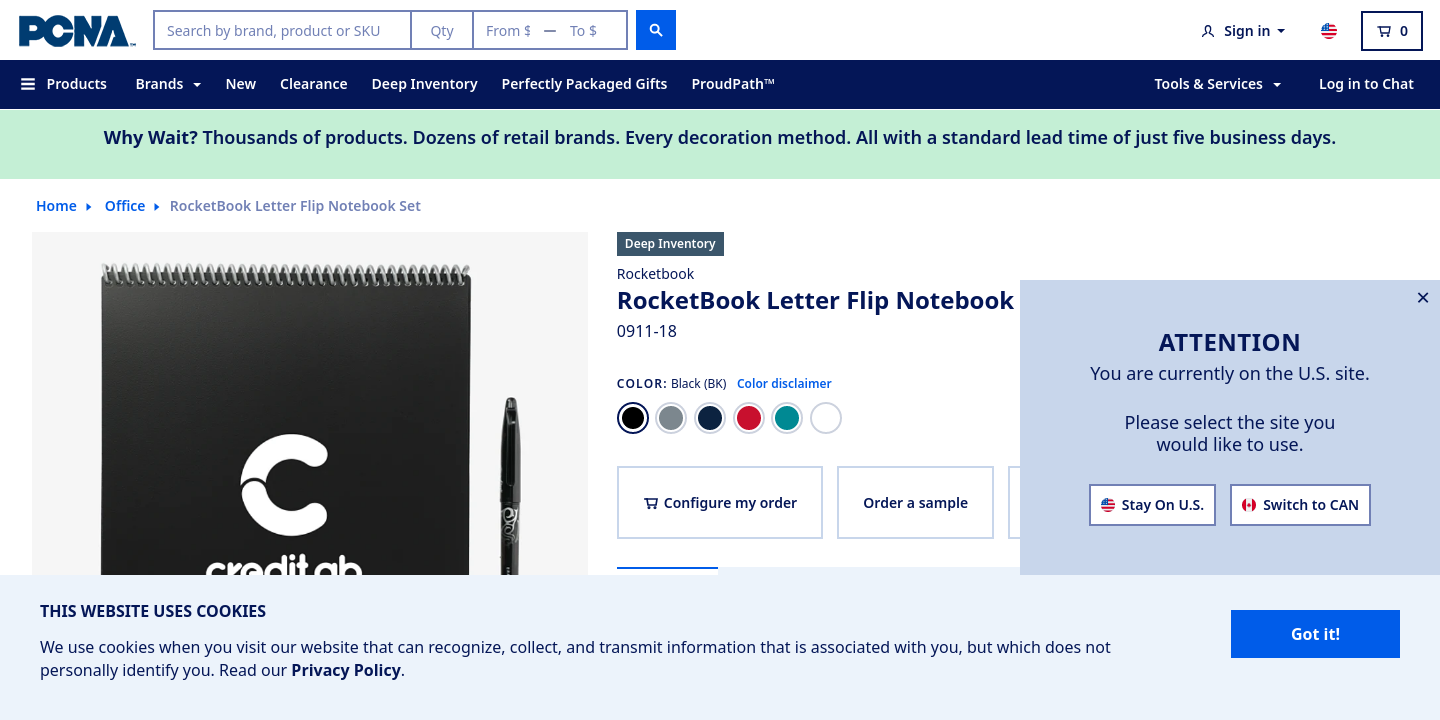 PCNA™
Search by brand, product or SKU
Qty
From $ — To $
Sign in
0
Products
Brands
New
Clearance
Deep Inventory
Perfectly Packaged Gifts
ProudPath™
Tools & Services
Log in to Chat
Why Wait? Thousands of products. Dozens of retail brands. Every decoration method. All with a standard lead time of just five business days.
Home
Office
RocketBook Letter Flip Notebook Set
Deep Inventory
Rocketbook
RocketBook Letter Flip Notebook
0911-18
COLOR: Black (BK) Color disclaimer
Configure my order
Order a sample
creditab
ATTENTION
You are currently on the U.S. site.
Please select the site you
would like to use.
Stay On U.S.
Switch to CAN
THIS WEBSITE USES COOKIES
We use cookies when you visit our website that can recognize, collect, and transmit information that is associated with you, but which does not
personally identify you. Read our Privacy Policy.
Got it!